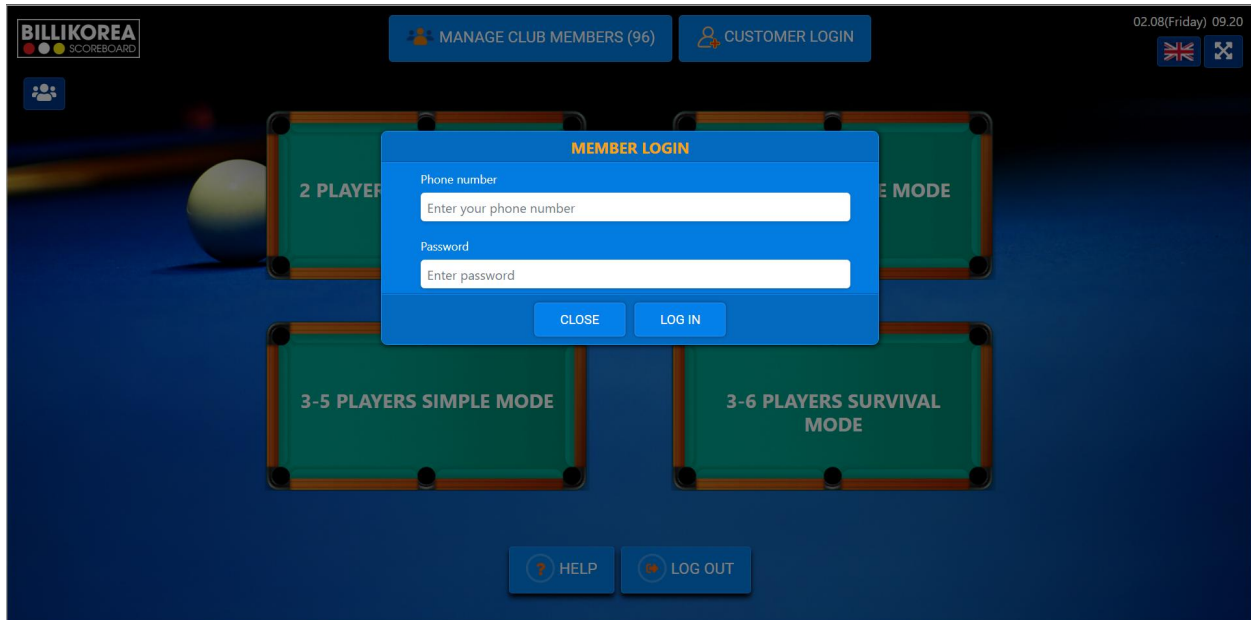 BILLIKOREA
SCOREBOARD
MANAGE CLUB MEMBERS (96)
CUSTOMER LOGIN
02.08(Friday) 09.20
MEMBER LOGIN
Phone number
Enter your phone number
Password
Enter password
CLOSE
LOG IN
2 PLAYER
E MODE
3-5 PLAYERS SIMPLE MODE
3-6 PLAYERS SURVIVAL
MODE
? HELP
LOG OUT